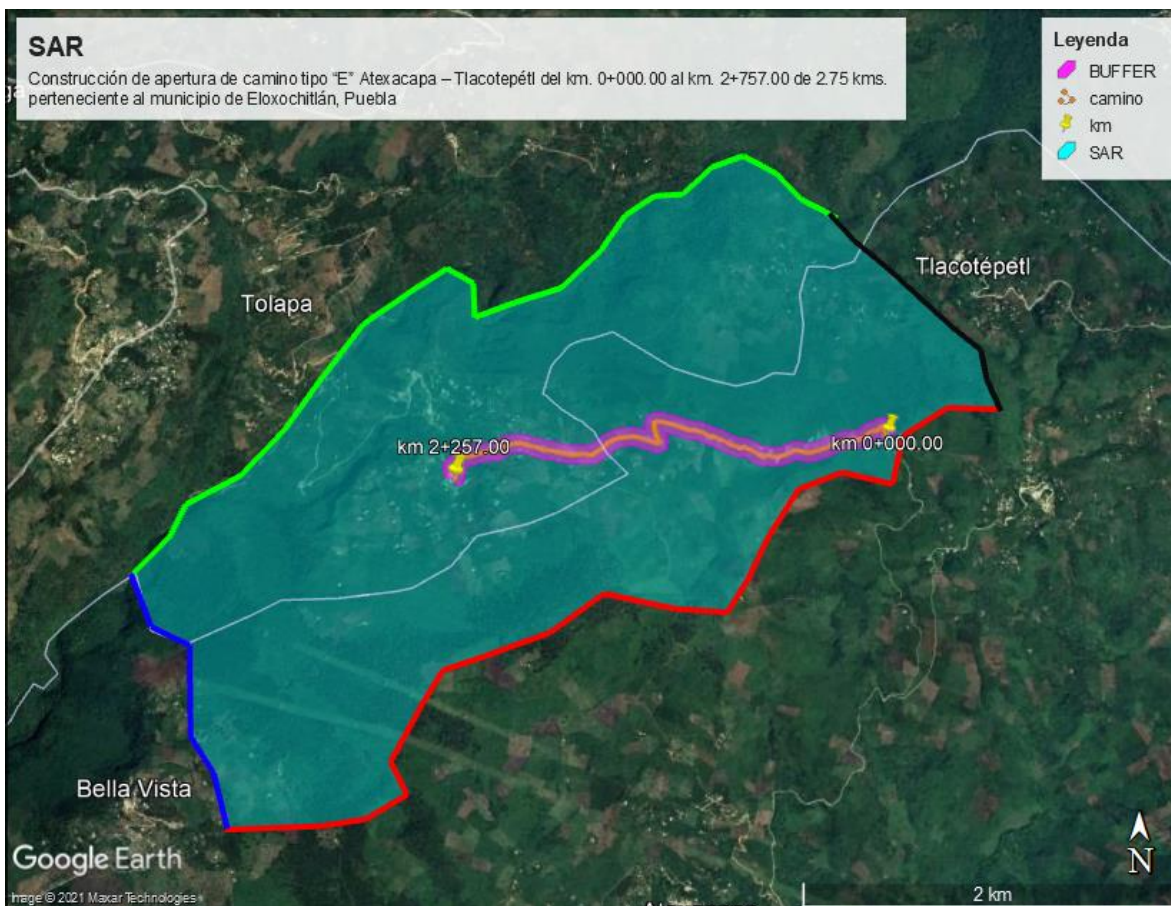 SAR
Construcción de apertura de camino tipo "E" Atexacapa – Tlacotepétl del km. 0+000.00 al km. 2+757.00 de 2.75 kms.
perteneciente al municipio de Eloxochitlán, Puebla
Leyenda
BUFFER
camino
km
SAR
Tlacotépetl
Tolapa
km 2+257.00
km 0+000.00
Bella Vista
Google Earth
Image © 2021 Maxar Technologies
N
2 km